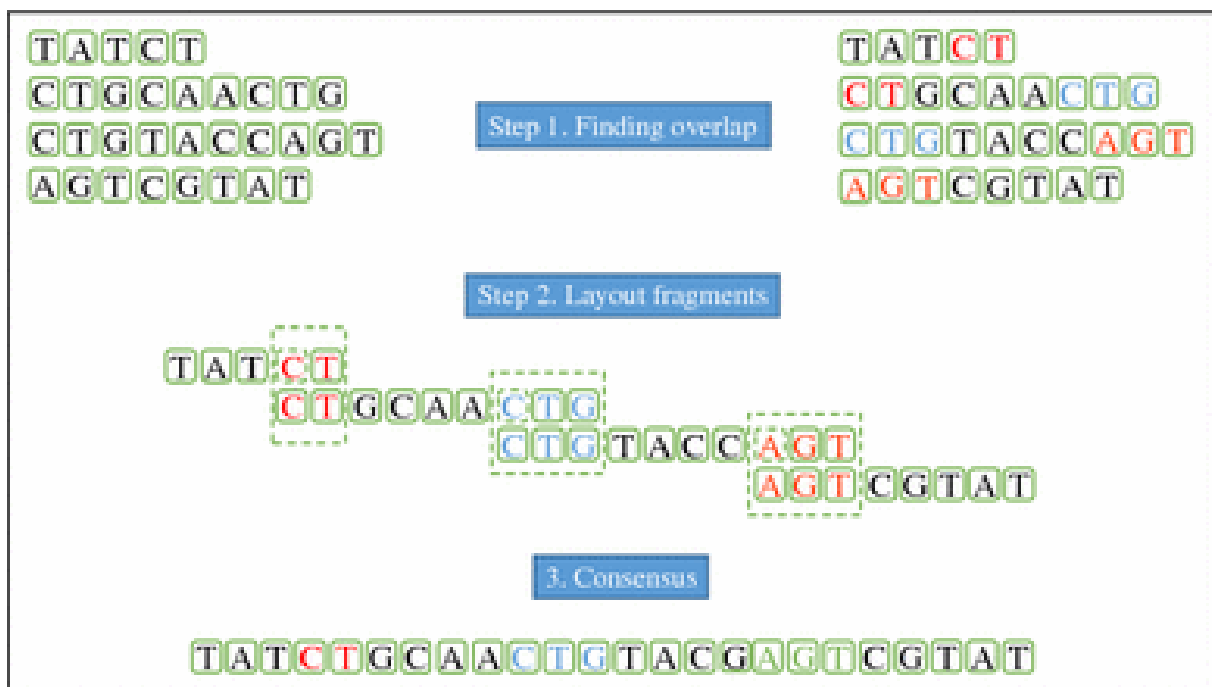 TATCT
CTGCAACTG
CTGTACCAGT
AGTCGTAT
Step 1. Finding overlap
TATCT
CTGCAACTG
CTGTACCAGT
AGTCGTAT
Step 2. Layout fragments
TATCT
CTGCAACTG
CTGTACCAGT
AGTCGTAT
3. Consensus
TATCTGCAACTGTACGAGTCGTAT